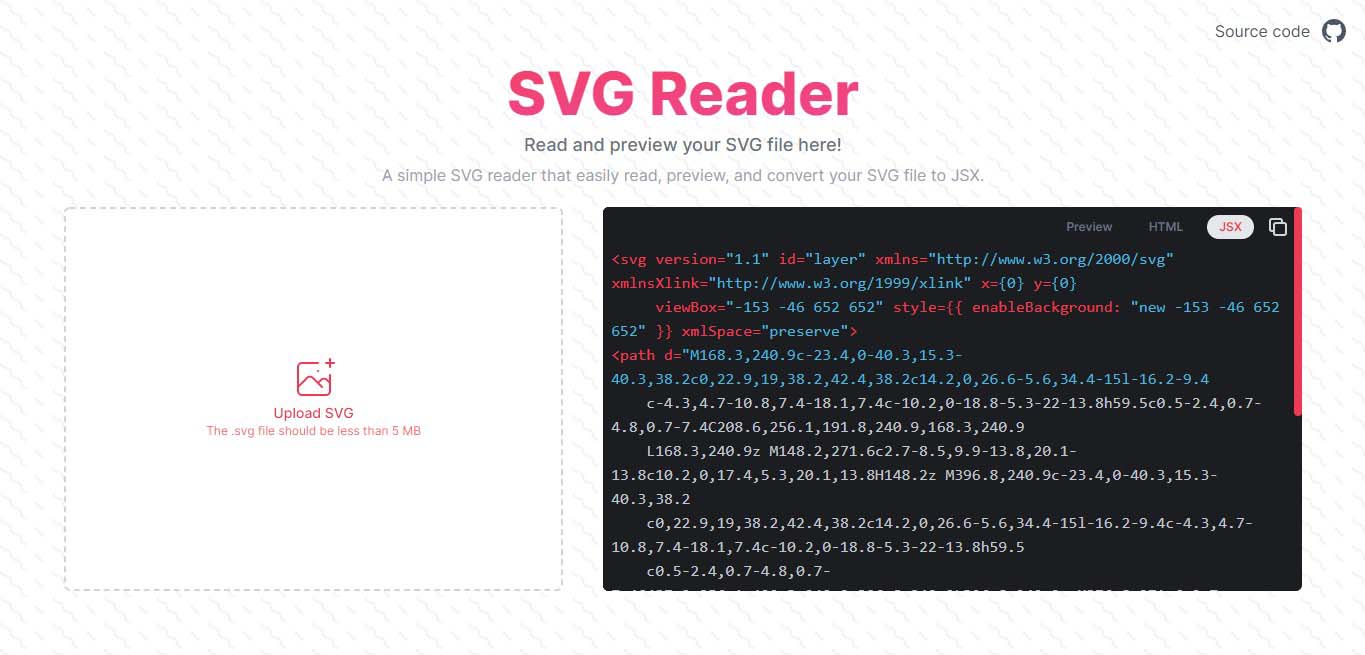 Source code
SVG Reader
Read and preview your SVG file here!
A simple SVG reader that easily read, preview, and convert your SVG file to JSX.
Upload SVG
The .svg file should be less than 5 MB
Preview HTML JSX
<svg version="1.1" id="layer" xmlns="http://www.w3.org/2000/svg"
xmlnsXlink="http://www.w3.org/1999/xlink" x={0} y={0}
viewBox="-153 -46 652 652" style={{ enableBackground: "new -153 -46 652
652" }} xmlSpace="preserve">
<path d="M168.3,240.9c-23.4,0-40.3,15.3-
40.3,38.2c0,22.9,19,38.2,42.4,38.2c14.2,0,26.6-5.6,34.4-15l-16.2-9.4
c-4.3,4.7-10.8,7.4-18.1,7.4c-10.2,0-18.8-5.3-22-13.8h59.5c0.5-2.4,0.7-
4.8,0.7-7.4C208.6,256.1,191.8,240.9,168.3,240.9
L168.3,240.9z M148.2,271.6c2.7-8.5,9.9-13.8,20.1-
13.8c10.2,0,17.4,5.3,20.1,13.8H148.2z M396.8,240.9c-23.4,0-40.3,15.3-
40.3,38.2
c0,22.9,19,38.2,42.4,38.2c14.2,0,26.6-5.6,34.4-15l-16.2-9.4c-4.3,4.7-
10.8,7.4-18.1,7.4c-10.2,0-18.8-5.3-22-13.8h59.5
c0.5-2.4,0.7-4.8,0.7-